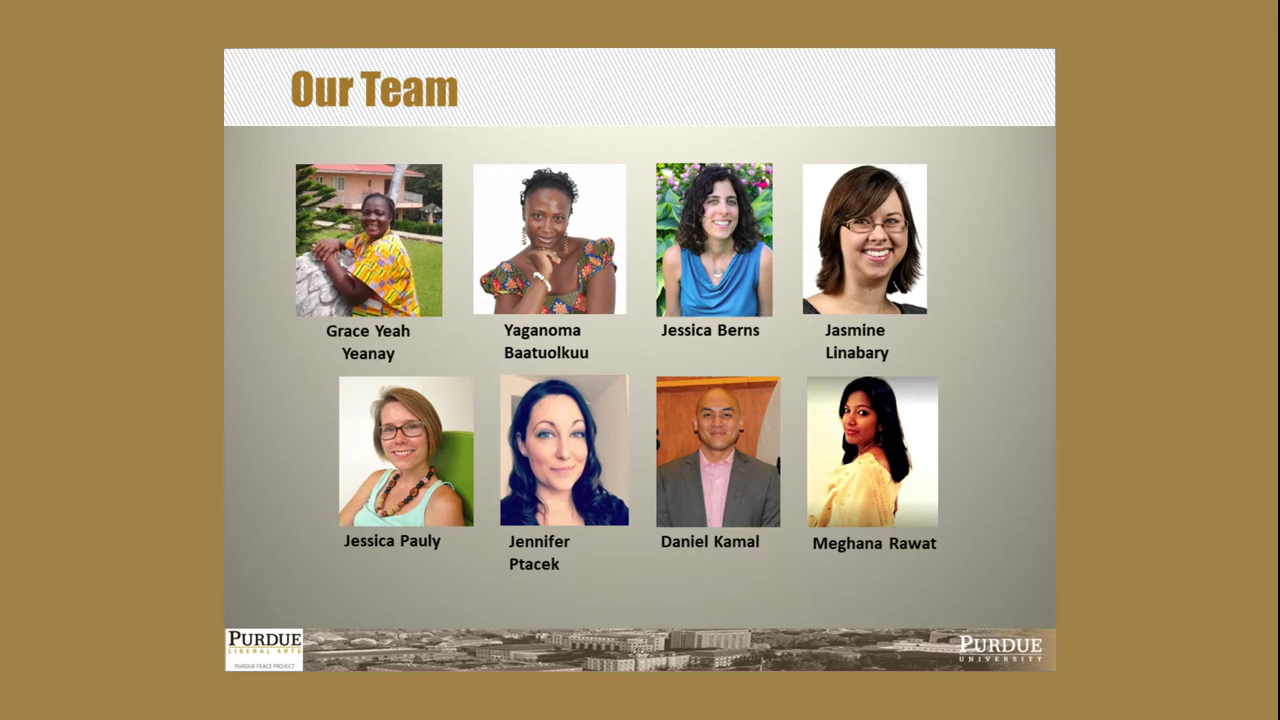 Our Team
Grace Yeah
Yeanay
Yaganoma
Baatuolkuu
Jessica Berns
Jasmine
Linabary
Jessica Pauly
Jennifer
Ptacek
Daniel Kamal
Meghana Rawat
PURDUE
LIBERAL ARTS
PURDUE PEACE PROJECT
PURDUE
UNIVERSITY